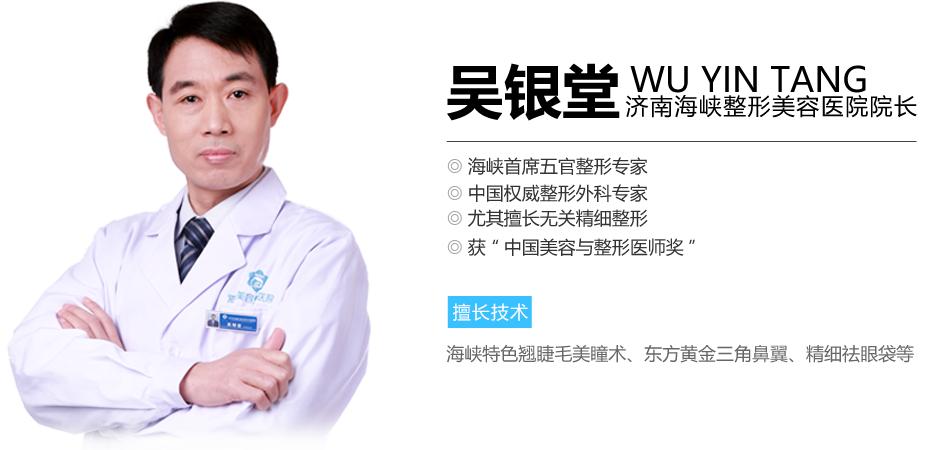 吴银堂 WU YIN TANG
济南海峡整形美容医院院长
◎ 海峡首席五官整形专家
◎ 中国权威整形外科专家
◎ 尤其擅长无关精细整形
◎ 获“中国美容与整形医师奖”
擅长技术
海峡特色翘睫毛美瞳术、东方黄金三角鼻翼、精细祛眼袋等